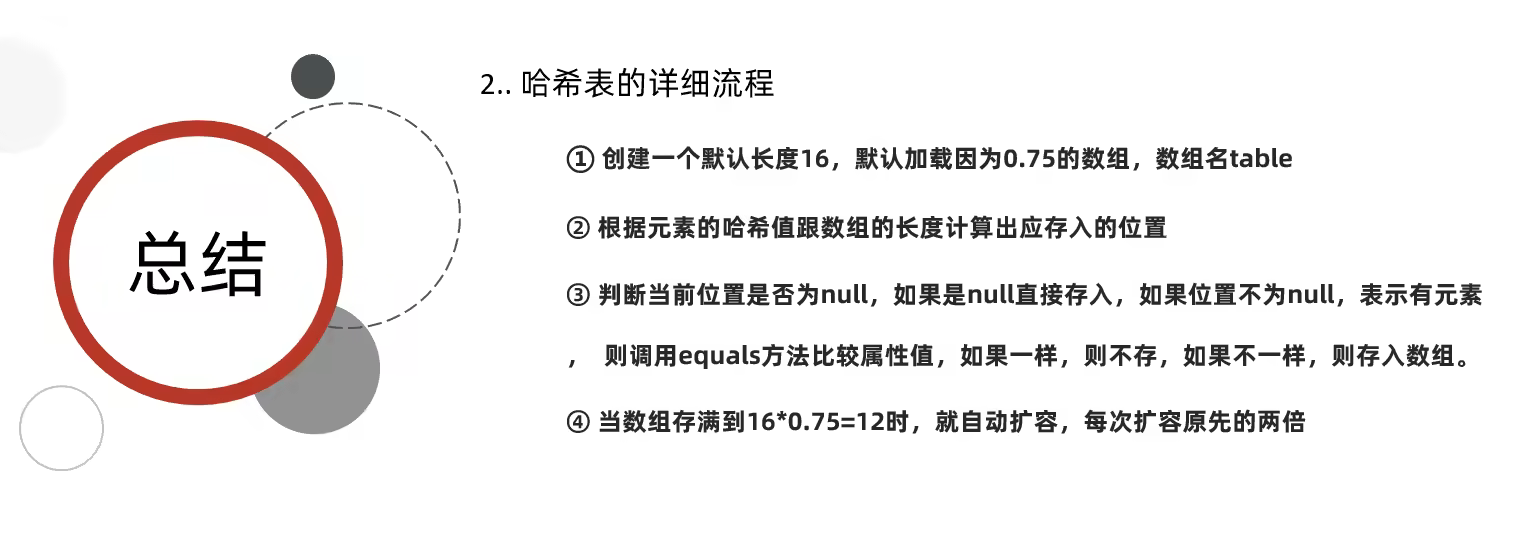 总结
2.. 哈希表的详细流程
① 创建一个默认长度16，默认加载因为0.75的数组，数组名table
② 根据元素的哈希值跟数组的长度计算出应存入的位置
③ 判断当前位置是否为null，如果是null直接存入，如果位置不为null，表示有元素
， 则调用equals方法比较属性值，如果一样，则不存，如果不一样，则存入数组。
④ 当数组存满到16*0.75=12时，就自动扩容，每次扩容原先的两倍